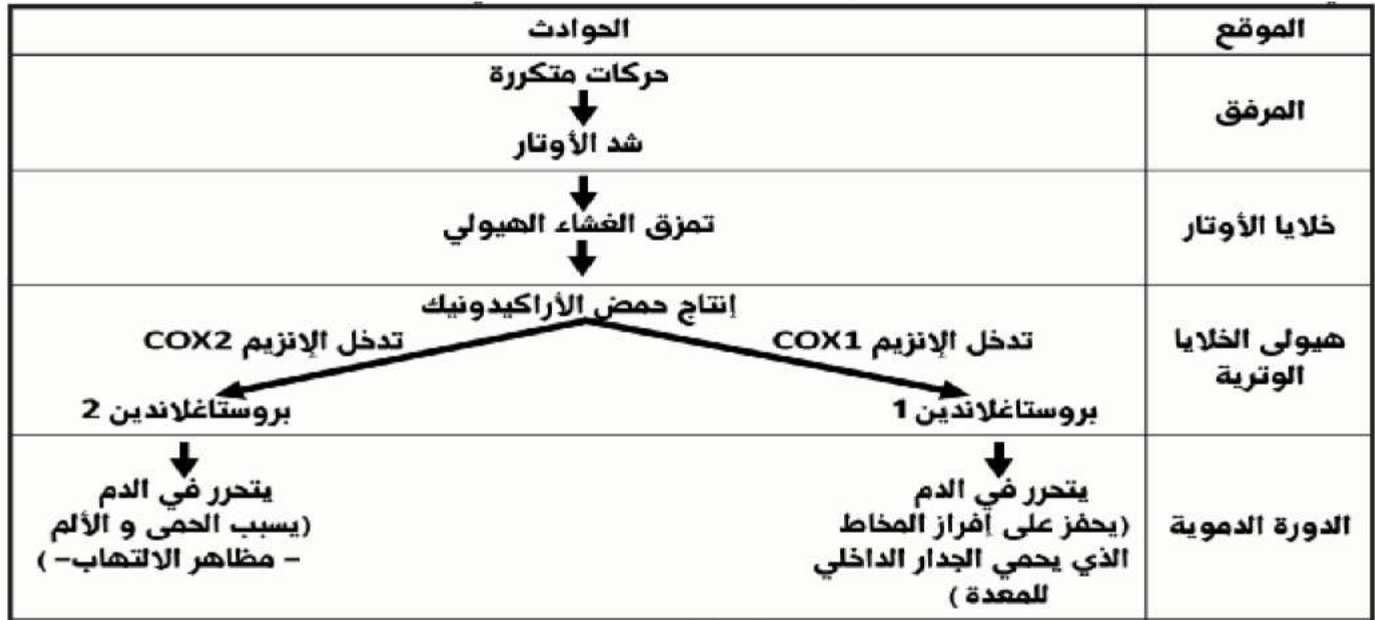 الموقع
الحوادث
المرفق
حركات متكررة
شد الأوتار
خلايا الأوتار
تمزق الغشاء الهيولي
هيولى الخلايا
الوترية
إنتاج حمض الأراكيدونيك
تدخل الإنزيم COX1
تدخل الإنزيم COX2
بروستاغلاندين 1
بروستاغلاندين 2
الدورة الدموية
يتحرر في الدم
(يحفز على إفراز المخاط
الذي يحمي الجدار الداخلي
للمعدة )
يتحرر في الدم
(يسبب الحمى و الألم
– مظاهر الالتهاب– )